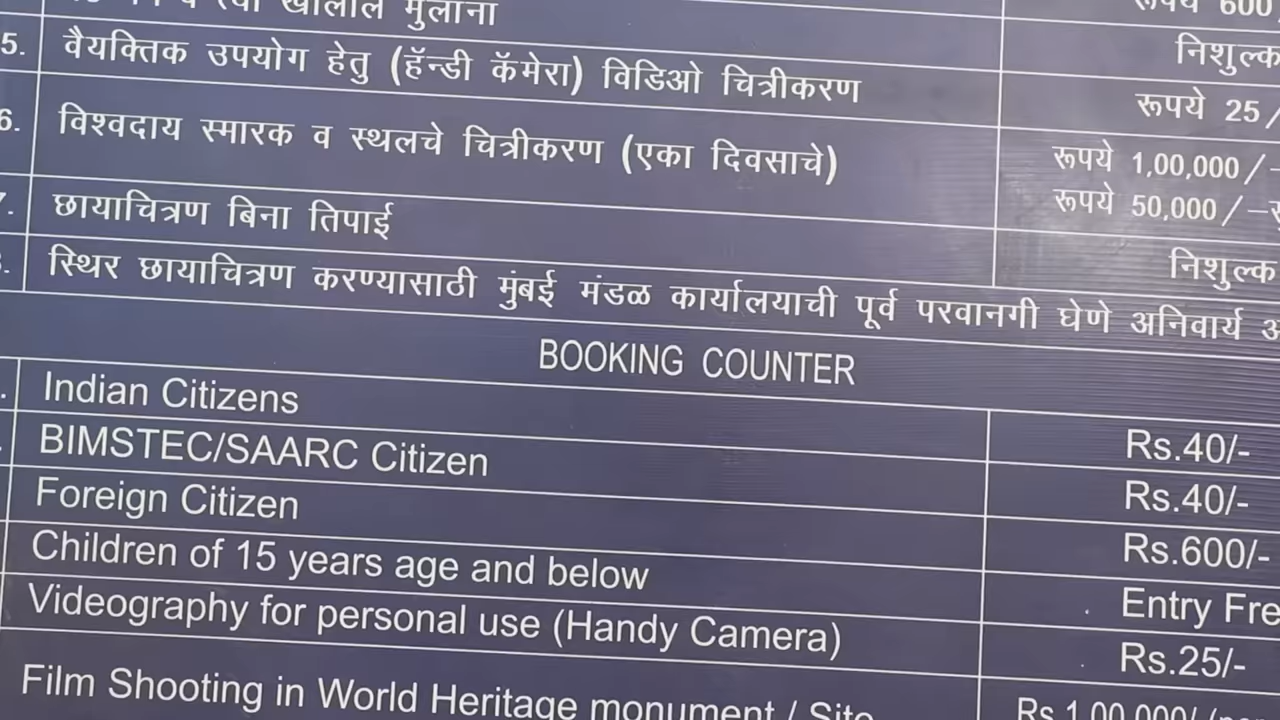 मुलांना
रूपये 600
5. वैयक्तिक उपयोग हेतु (हॅन्डी कॅमेरा) विडिओ चित्रीकरण
निशुल्क
6. विश्वदाय स्मारक व स्थलचे चित्रीकरण (एका दिवसाचे)
रूपये 25/
रूपये 1,00,000/-
रूपये 50,000/-
छायाचित्रण बिना तिपाई
निशुल्क
स्थिर छायाचित्रण करण्यासाठी मुंबई मंडळ कार्यालयाची पूर्व परवानगी घेणे अनिवार्य
BOOKING COUNTER
Indian Citizens
Rs.40/-
BIMSTEC/SAARC Citizen
Rs.40/-
Foreign Citizen
Rs.600/-
Children of 15 years age and below
Entry Fre
Videography for personal use (Handy Camera)
Rs.25/-
Film Shooting in World Heritage monument / Site
Rs.1,00,000/